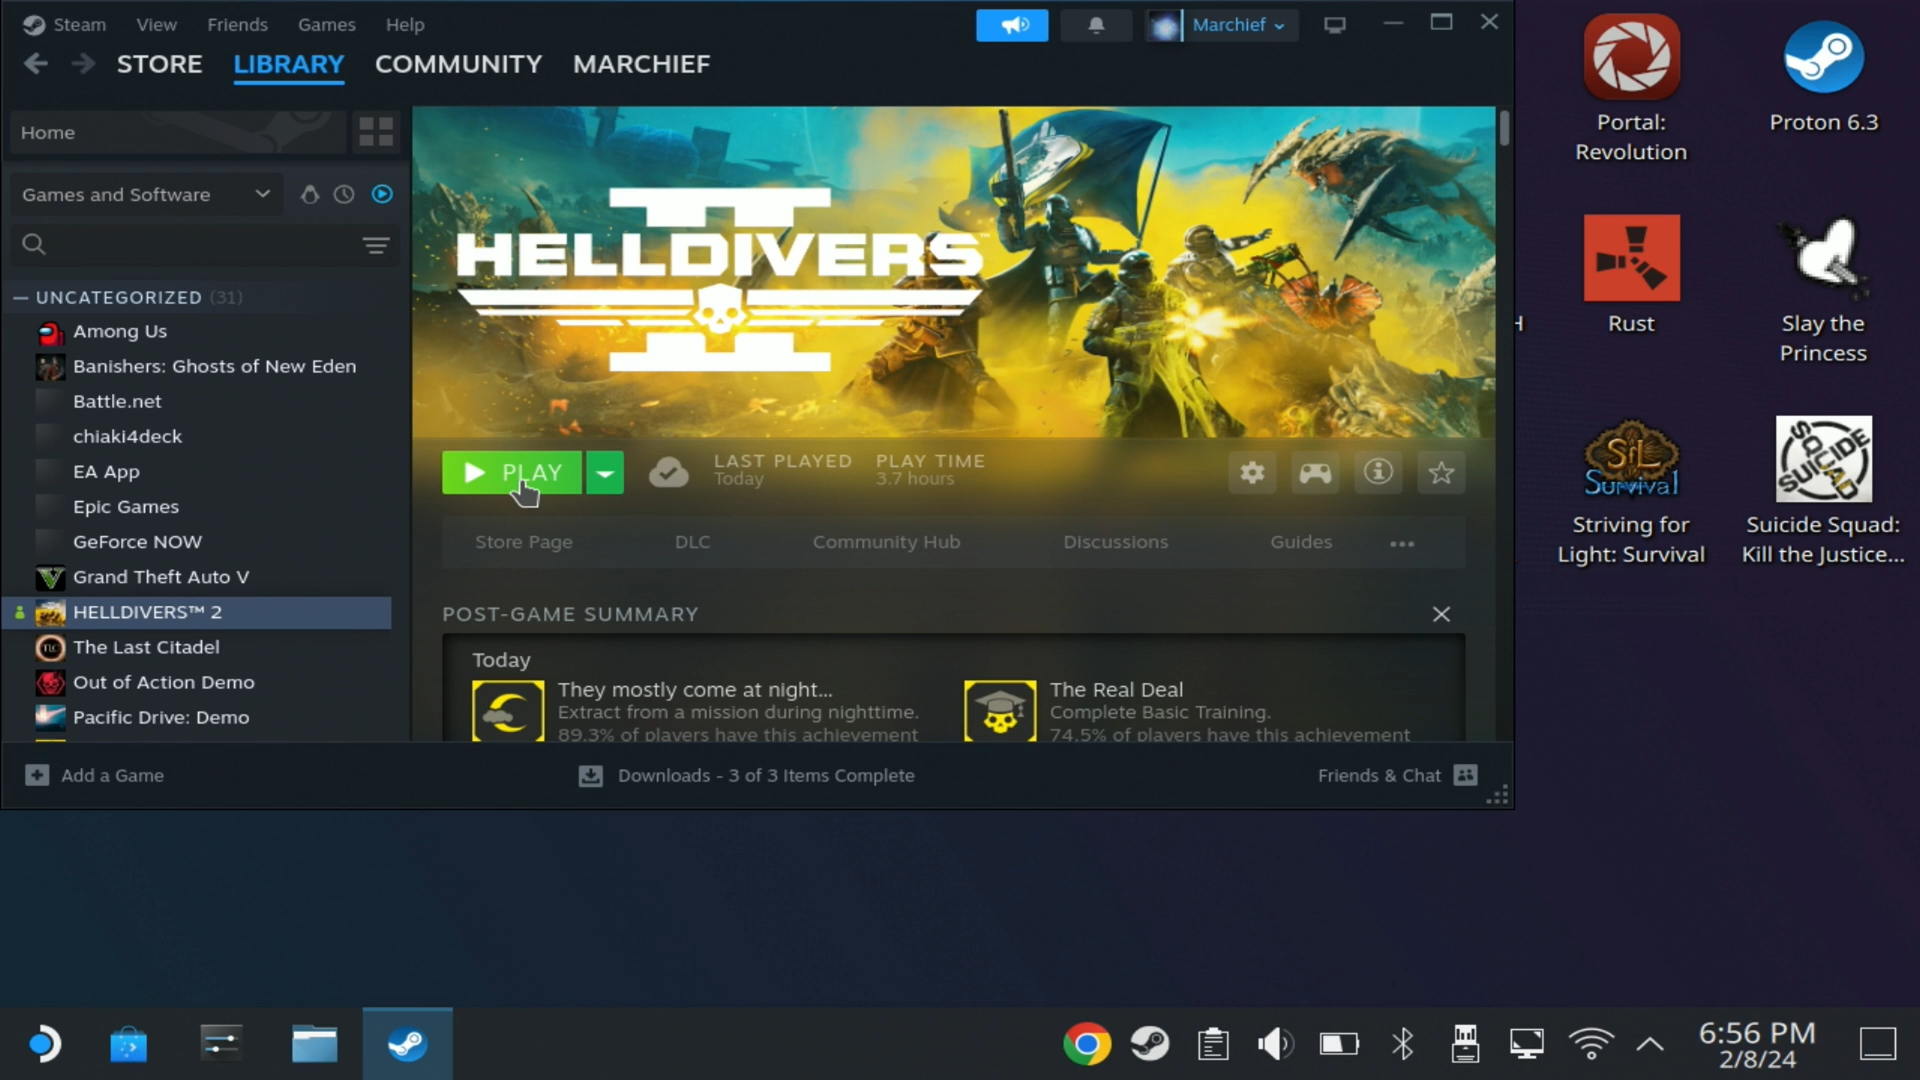 Steam View Friends Games Help Marchief
STORE LIBRARY COMMUNITY MARCHIEF
Home
Games and Software
UNCATEGORIZED (31)
Among Us
Banishers: Ghosts of New Eden
Battle.net
chiaki4deck
EA App
Epic Games
GeForce NOW
Grand Theft Auto V
HELLDIVERS™ 2
The Last Citadel
Out of Action Demo
Pacific Drive: Demo
Add a Game
II
HELLDIVERS™
PLAY
LAST PLAYED
Today
PLAY TIME
3.7 hours
Store Page DLC Community Hub Discussions Guides
POST-GAME SUMMARY
Today
They mostly come at night...
Extract from a mission during nighttime.
89.3% of players have this achievement
The Real Deal
Complete Basic Training.
74.5% of players have this achievement
Downloads - 3 of 3 Items Complete
Friends & Chat
Portal:
Revolution
Proton 6.3
Rust
Slay the
Princess
H
SfL
Survival
Striving for
Light: Survival
SUICIDE
SQUAD
Suicide Squad:
Kill the Justice...
6:56 PM
2/8/24